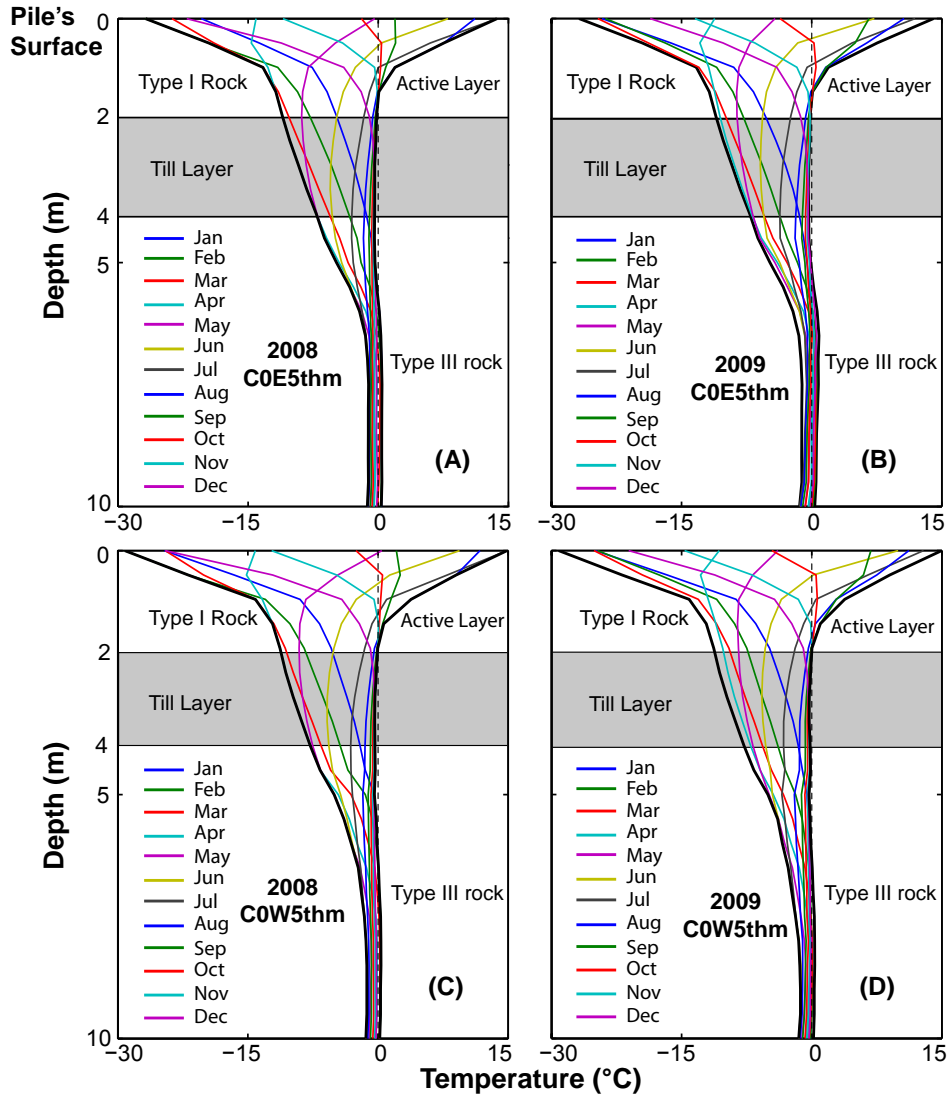 Pile's
Surface
0
Type I Rock
Active Layer
2
Till Layer
4
5
Depth (m)
Jan
Feb
Mar
Apr
May
Jun
Jul
Aug
Sep
Oct
Nov
Dec
2008
C0E5thm
Type III rock
(A)
10
−30
−15
0
15
0
Type I Rock
Active Layer
2
Till Layer
4
5
Jan
Feb
Mar
Apr
May
Jun
Jul
Aug
Sep
Oct
Nov
Dec
2009
C0E5thm
Type III rock
(B)
10
−30
−15
0
15
0
Type I Rock
Active Layer
2
Till Layer
4
5
Depth (m)
Jan
Feb
Mar
Apr
May
Jun
Jul
Aug
Sep
Oct
Nov
Dec
2008
C0W5thm
Type III rock
(C)
10
−30
−15
0
15
0
Type I Rock
Active Layer
2
Till Layer
4
5
Jan
Feb
Mar
Apr
May
Jun
Jul
Aug
Sep
Oct
Nov
Dec
2009
C0W5thm
Type III rock
(D)
10
−30
−15
0
15
Temperature (°C)